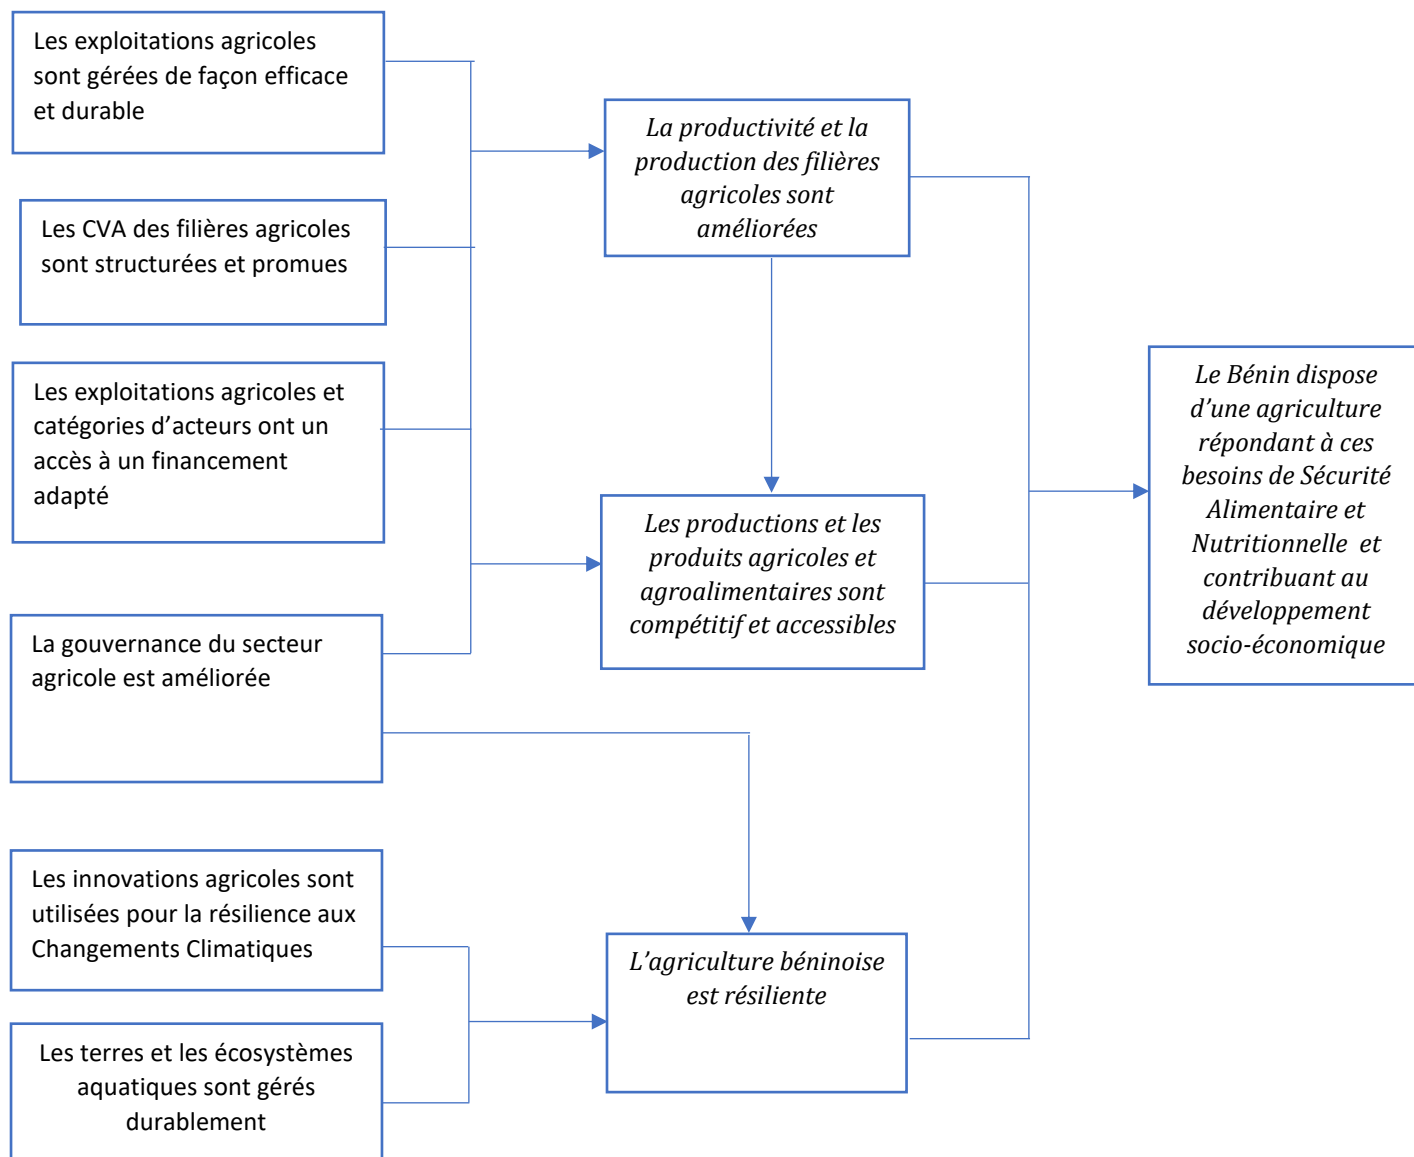 Les exploitations agricoles
sont gérées de façon efficace
et durable
Les CVA des filières agricoles
sont structurées et promues
Les exploitations agricoles et
catégories d’acteurs ont un
accès à un financement
adapté
La gouvernance du secteur
agricole est améliorée
Les innovations agricoles sont
utilisées pour la résilience aux
Changements Climatiques
Les terres et les écosystèmes
aquatiques sont gérés
durablement
La productivité et la
production des filières
agricoles sont
améliorées
Les productions et les
produits agricoles et
agroalimentaires sont
compétitif et accessibles
L’agriculture béninoise
est résiliente
Le Bénin dispose
d’une agriculture
répondant à ces
besoins de Sécurité
Alimentaire et
Nutritionnelle et
contribuant au
développement
socio-économique